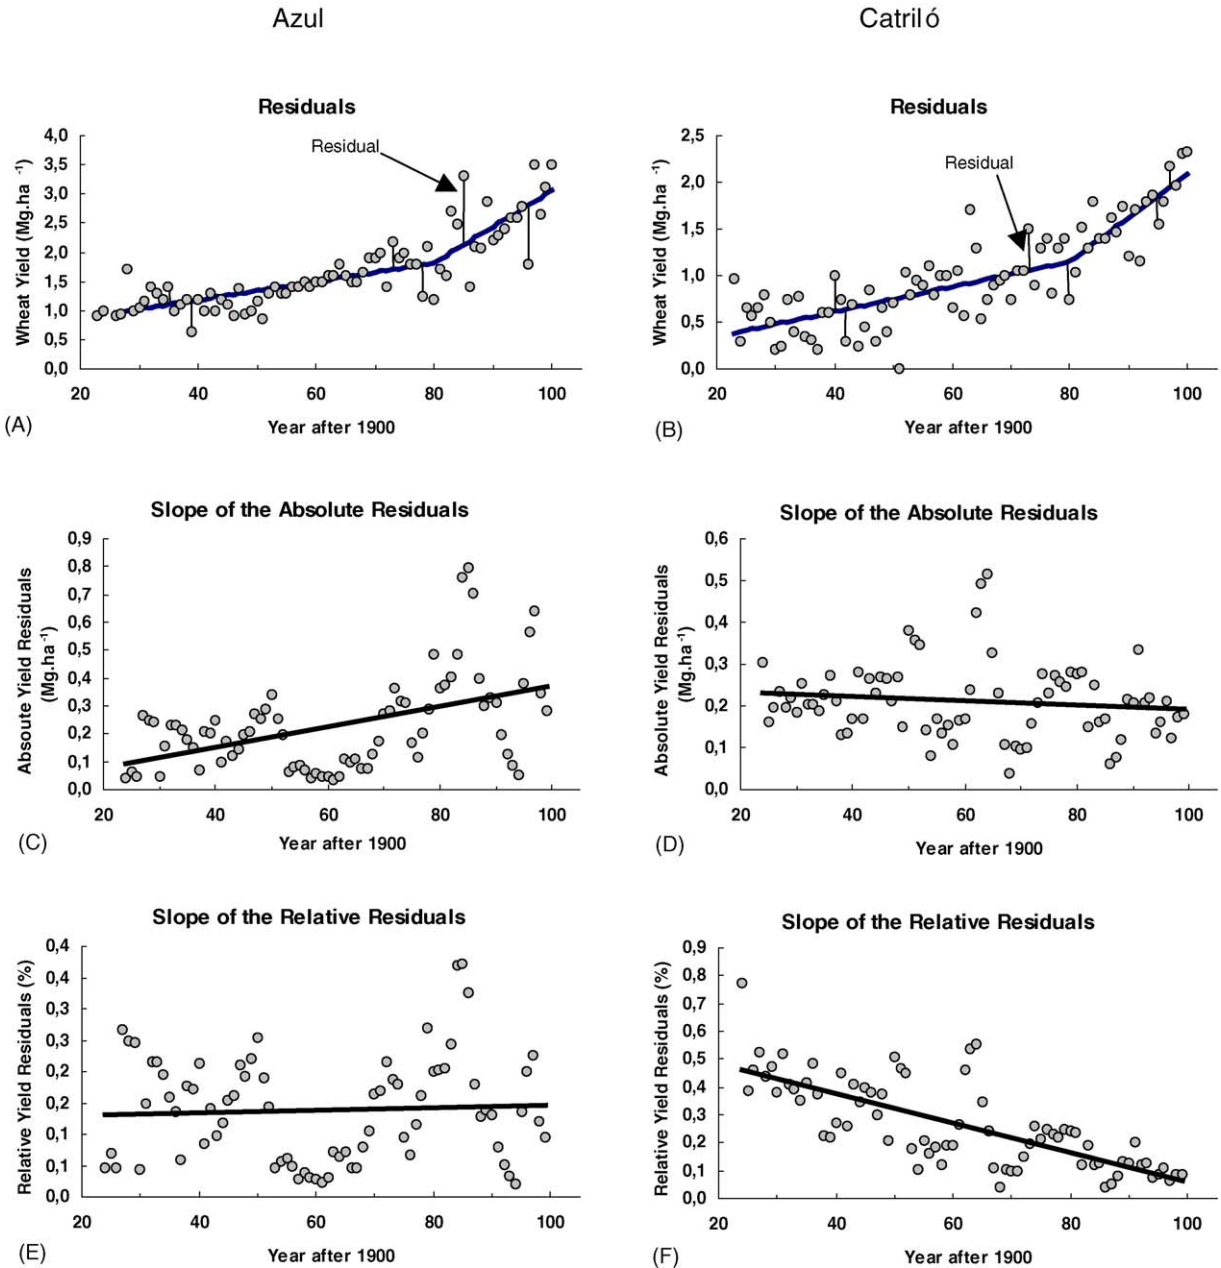 Azul
Catriló
Residuals
Residuals
Wheat Yield (Mg.ha -1)
4,0
3,5
3,0
2,5
2,0
1,5
1,0
0,5
0,0
Residual
20 40 60 80 100
Year after 1900
(A)
Wheat Yield (Mg.ha -1)
2,5
2,0
1,5
1,0
0,5
0,0
Residual
20 40 60 80 100
Year after 1900
(B)
Slope of the Absolute Residuals
Absoute Yield Residuals
(Mg.ha-1)
0,9
0,8
0,7
0,6
0,5
0,4
0,3
0,2
0,1
0,0
20 40 60 80 100
Year after 1900
(C)
Slope of the Absolute Residuals
Absolute Yield Residuals
(Mg.ha-1)
0,6
0,5
0,4
0,3
0,2
0,1
0,0
20 40 60 80 100
Year after 1900
(D)
Slope of the Relative Residuals
Relative Yield Residuals (%)
0,4
0,3
0,3
0,2
0,2
0,1
0,1
0,0
20 40 60 80 100
Year after 1900
(E)
Slope of the Relative Residuals
Relative Yield Residuals (%)
0,9
0,8
0,7
0,6
0,5
0,4
0,3
0,2
0,1
0,0
20 40 60 80 100
Year after 1900
(F)